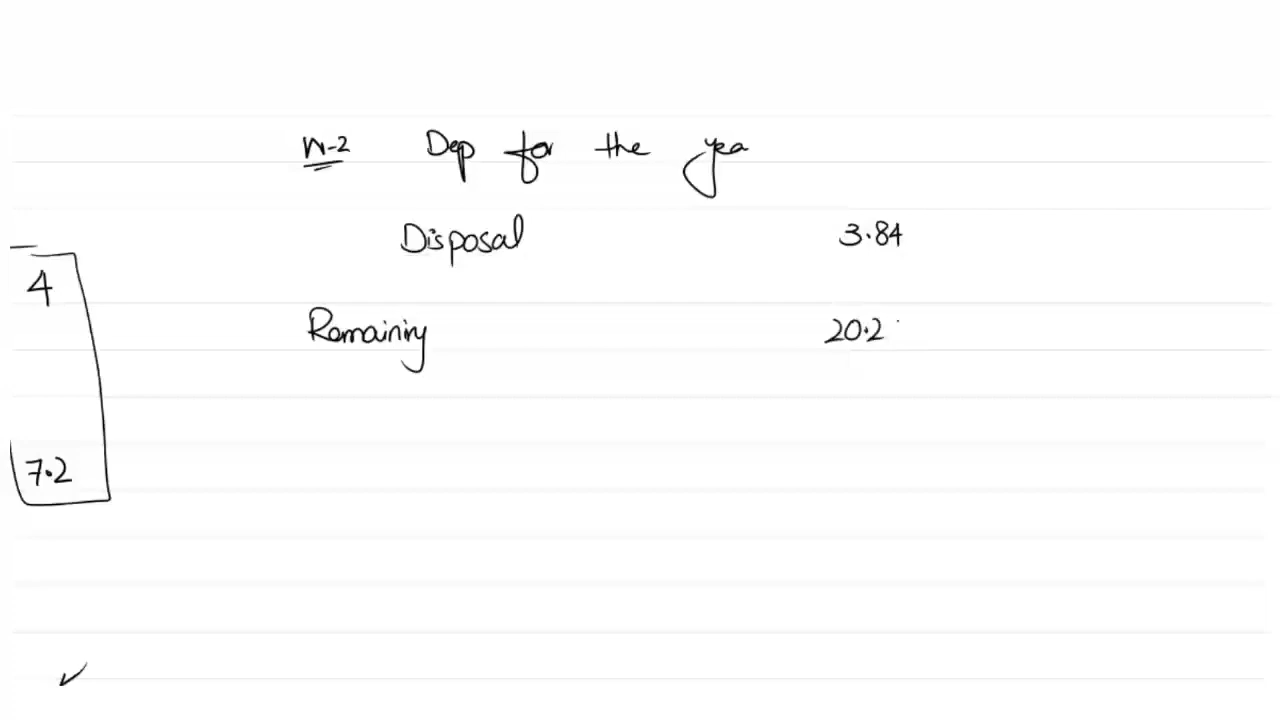 W-2 Dep for the yea
Disposal 3.84
4
Remaining 20.2
7.2